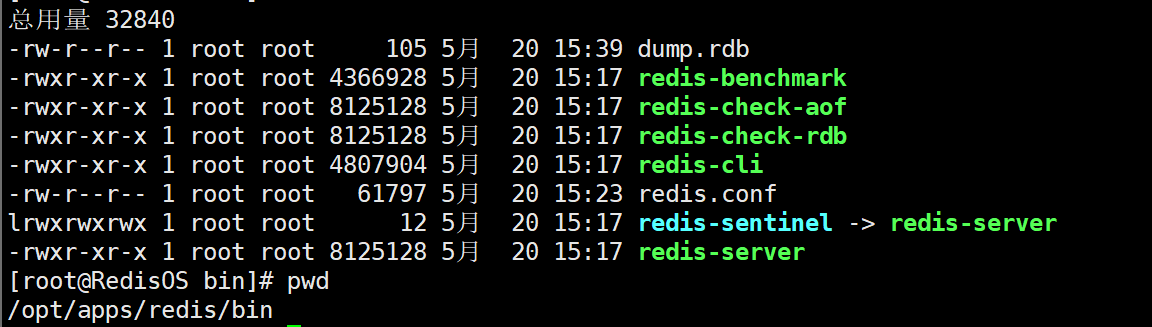 总用量 32840
-rw-r--r-- 1 root root     105 5月  20 15:39 dump.rdb
-rwxr-xr-x 1 root root 4366928 5月  20 15:17 redis-benchmark
-rwxr-xr-x 1 root root 8125128 5月  20 15:17 redis-check-aof
-rwxr-xr-x 1 root root 8125128 5月  20 15:17 redis-check-rdb
-rwxr-xr-x 1 root root 4807904 5月  20 15:17 redis-cli
-rw-r--r-- 1 root root   61797 5月  20 15:23 redis.conf
lrwxrwxrwx 1 root root      12 5月  20 15:17 redis-sentinel -> redis-server
-rwxr-xr-x 1 root root 8125128 5月  20 15:17 redis-server
[root@RedisOS bin]# pwd
/opt/apps/redis/bin